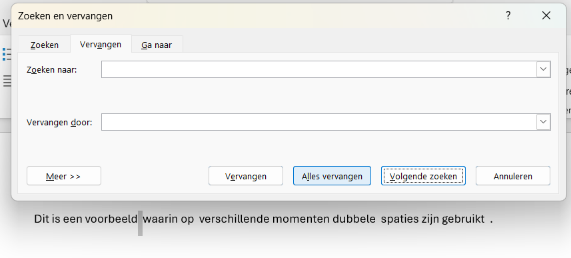 Zoeken en vervangen
?
Zoeken Vervangen Ga naar
Zoeken naar:
Vervangen door:
Meer >> Vervangen Alles vervangen Volgende zoeken Annuleren
Dit is een voorbeeld  waarin op  verschillende momenten dubbele  spaties zijn gebruikt  .